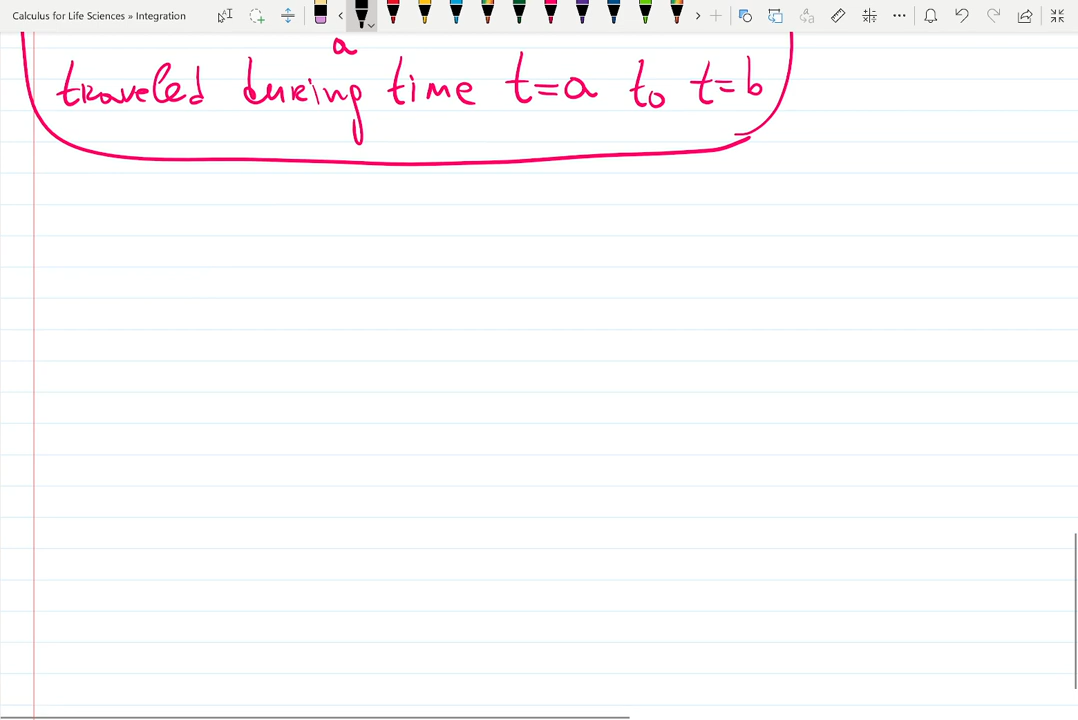 Calculus for Life Sciences » Integration
a
traveled during time t=a to t=b